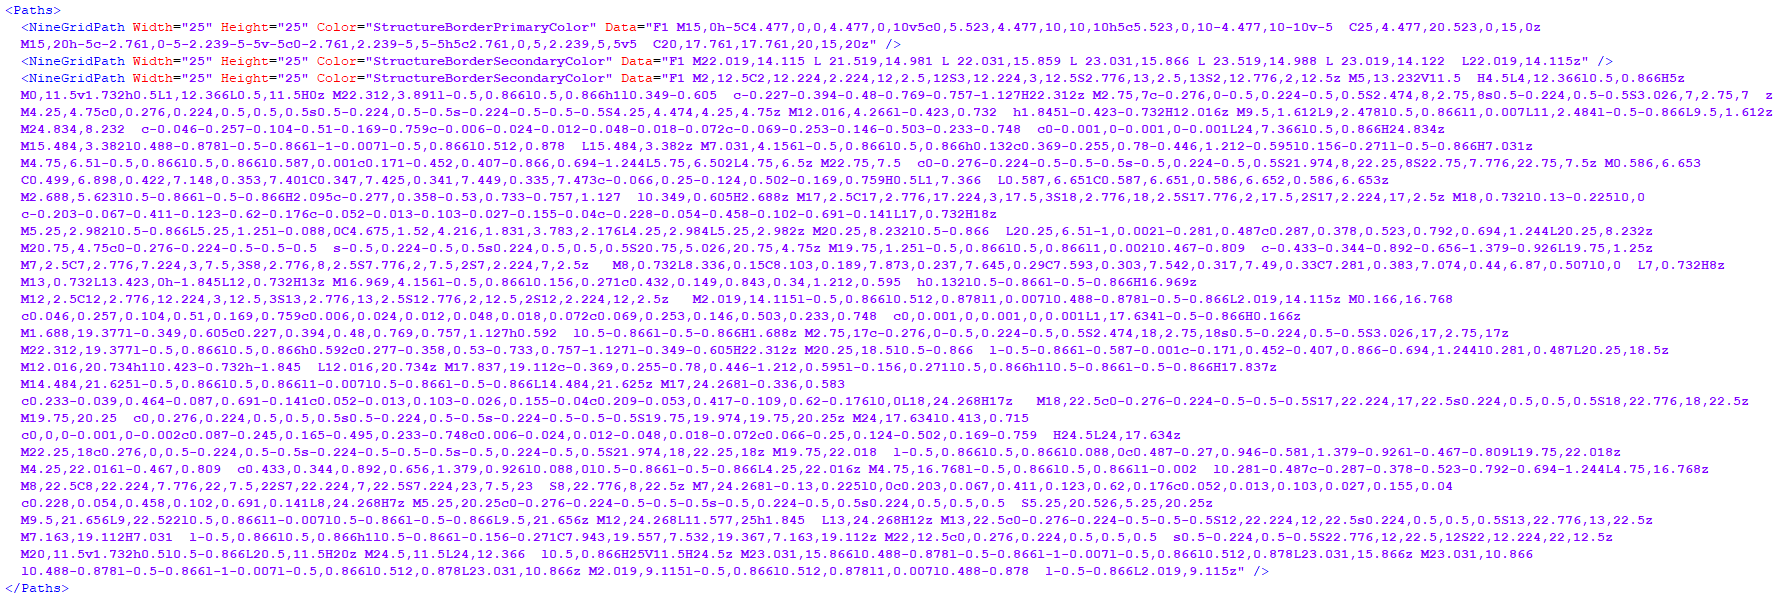 <Paths>
<NineGridPath Width="25" Height="25" Color="StructureBorderPrimaryColor" Data="F1 M15,0h-5C4.477,0,0,4.477,0,10v5c0,5.523,4.477,10,10,10h5c5.523,0,10-4.477,10-10v-5  C25,4.477,20.523,0,15,0z
M15,20h-5c-2.761,0-5-2.239-5-5v-5c0-2.761,2.239-5,5-5h5c2.761,0,5,2.239,5,5v5  C20,17.761,17.761,20,15,20z" />
<NineGridPath Width="25" Height="25" Color="StructureBorderSecondaryColor" Data="F1 M22.019,14.115 L 21.519,14.981 L 22.031,15.859 L 23.031,15.866 L 23.519,14.988 L 23.019,14.122  L22.019,14.115z" />
<NineGridPath Width="25" Height="25" Color="StructureBorderSecondaryColor" Data="F1 M2,12.5C2,12.224,2.224,12,2.5,12S3,12.224,3,12.5S2.776,13,2.5,13S2,12.776,2,12.5z M5,13.232V11.5  H4.5L4,12.366l0.5,0.866H5z
M0,11.5v1.732h0.5L1,12.366L0.5,11.5H0z M22.312,3.891l-0.5,0.866l0.5,0.866h1l0.349-0.605  c-0.227-0.394-0.48-0.769-0.757-1.127H22.312z M2.75,7c-0.276,0-0.5,0.224-0.5,0.5S2.474,8,2.75,8s0.5-0.224,0.5-0.5S3.026,7,2.75,7  z
M4.25,4.75c0,0.276,0.224,0.5,0.5,0.5s0.5-0.224,0.5-0.5s-0.224-0.5-0.5-0.5S4.25,4.474,4.25,4.75z M12.016,4.266l-0.423,0.732  h1.845l-0.423-0.732H12.016z M9.5,1.612L9,2.478l0.5,0.866l1,0.007L11,2.484l-0.5-0.866L9.5,1.612z
M24.834,8.232  c-0.046-0.257-0.104-0.51-0.169-0.759c-0.006-0.024-0.012-0.048-0.018-0.072c-0.069-0.253-0.146-0.503-0.233-0.748  c0-0.001,0-0.001,0-0.001L24,7.366l0.5,0.866H24.834z
M15.484,3.382l0.488-0.878l-0.5-0.866l-1-0.007l-0.5,0.866l0.512,0.878  L15.484,3.382z M7.031,4.156l-0.5,0.866l0.5,0.866h0.132c0.369-0.255,0.78-0.446,1.212-0.595l0.156-0.271l-0.5-0.866H7.031z
M4.75,6.5l-0.5,0.866l0.5,0.866l0.587,0.001c0.171-0.452,0.407-0.866,0.694-1.244L5.75,6.502L4.75,6.5z M22.75,7.5  c0-0.276-0.224-0.5-0.5-0.5s-0.5,0.224-0.5,0.5S21.974,8,22.25,8S22.75,7.776,22.75,7.5z M0.586,6.653
C0.499,6.898,0.422,7.148,0.353,7.401C0.347,7.425,0.341,7.449,0.335,7.473c-0.066,0.25-0.124,0.502-0.169,0.759H0.5L1,7.366  L0.587,6.651C0.587,6.651,0.586,6.652,0.586,6.653z
M2.688,5.623l0.5-0.866l-0.5-0.866H2.095c-0.277,0.358-0.53,0.733-0.757,1.127  l0.349,0.605H2.688z M17,2.5C17,2.776,17.224,3,17.5,3S18,2.776,18,2.5S17.776,2,17.5,2S17,2.224,17,2.5z M18,0.732l0.13-0.225l0,0
c-0.203-0.067-0.411-0.123-0.62-0.176c-0.052-0.013-0.103-0.027-0.155-0.04c-0.228-0.054-0.458-0.102-0.691-0.141L17,0.732H18z
M5.25,2.982l0.5-0.866L5.25,1.25l-0.088,0C4.675,1.52,4.216,1.831,3.783,2.176L4.25,2.984L5.25,2.982z M20.25,8.232l0.5-0.866  L20.25,6.5l-1,0.002l-0.281,0.487c0.287,0.378,0.523,0.792,0.694,1.244L20.25,8.232z
M20.75,4.75c0-0.276-0.224-0.5-0.5-0.5  s-0.5,0.224-0.5,0.5s0.224,0.5,0.5,0.5S20.75,5.026,20.75,4.75z M19.75,1.25l-0.5,0.866l0.5,0.866l1,0.002l0.467-0.809  c-0.433-0.344-0.892-0.656-1.379-0.926L19.75,1.25z
M7,2.5C7,2.776,7.224,3,7.5,3S8,2.776,8,2.5S7.776,2,7.5,2S7,2.224,7,2.5z   M8,0.732L8.336,0.15C8.103,0.189,7.873,0.237,7.645,0.29C7.593,0.303,7.542,0.317,7.49,0.33C7.281,0.383,7.074,0.44,6.87,0.507l0,0  L7,0.732H8z
M13,0.732L13.423,0h-1.845L12,0.732H13z M16.969,4.156l-0.5,0.866l0.156,0.271c0.432,0.149,0.843,0.34,1.212,0.595  h0.132l0.5-0.866l-0.5-0.866H16.969z
M12,2.5C12,2.776,12.224,3,12.5,3S13,2.776,13,2.5S12.776,2,12.5,2S12,2.224,12,2.5z   M2.019,14.115l-0.5,0.866l0.512,0.878l1,0.007l0.488-0.878l-0.5-0.866L2.019,14.115z M0.166,16.768
c0.046,0.257,0.104,0.51,0.169,0.759c0.006,0.024,0.012,0.048,0.018,0.072c0.069,0.253,0.146,0.503,0.233,0.748  c0,0.001,0,0.001,0,0.001L1,17.634l-0.5-0.866H0.166z
M1.688,19.377l-0.349,0.605c0.227,0.394,0.48,0.769,0.757,1.127h0.592  l0.5-0.866l-0.5-0.866H1.688z M2.75,17c-0.276,0-0.5,0.224-0.5,0.5S2.474,18,2.75,18s0.5-0.224,0.5-0.5S3.026,17,2.75,17z
M22.312,19.377l-0.5,0.866l0.5,0.866h0.592c0.277-0.358,0.53-0.733,0.757-1.127l-0.349-0.605H22.312z M20.25,18.5l0.5-0.866  l-0.5-0.866l-0.587-0.001c-0.171,0.452-0.407,0.866-0.694,1.244l0.281,0.487L20.25,18.5z
M12.016,20.734h1l0.423-0.732h-1.845  L12.016,20.734z M17.837,19.112c-0.369,0.255-0.78,0.446-1.212,0.595l-0.156,0.271l0.5,0.866h1l0.5-0.866l-0.5-0.866H17.837z
M14.484,21.625l-0.5,0.866l0.5,0.866l1-0.007l0.5-0.866l-0.5-0.866L14.484,21.625z M17,24.268l-0.336,0.583
c0.233-0.039,0.464-0.087,0.691-0.141c0.052-0.013,0.103-0.026,0.155-0.04c0.209-0.053,0.417-0.109,0.62-0.176l0,0L18,24.268H17z   M18,22.5c0-0.276-0.224-0.5-0.5-0.5S17,22.224,17,22.5s0.224,0.5,0.5,0.5S18,22.776,18,22.5z
M19.75,20.25  c0,0.276,0.224,0.5,0.5,0.5s0.5-0.224,0.5-0.5s-0.224-0.5-0.5-0.5S19.75,19.974,19.75,20.25z M24,17.634l0.413,0.715
c0,0,0-0.001,0-0.002c0.087-0.245,0.165-0.495,0.233-0.748c0.006-0.024,0.012-0.048,0.018-0.072c0.066-0.25,0.124-0.502,0.169-0.759  H24.5L24,17.634z
M22.25,18c0.276,0,0.5-0.224,0.5-0.5s-0.224-0.5-0.5-0.5s-0.5,0.224-0.5,0.5S21.974,18,22.25,18z M19.75,22.018  l-0.5,0.866l0.5,0.866l0.088,0c0.487-0.27,0.946-0.581,1.379-0.926l-0.467-0.809L19.75,22.018z
M4.25,22.016l-0.467,0.809  c0.433,0.344,0.892,0.656,1.379,0.926l0.088,0l0.5-0.866l-0.5-0.866L4.25,22.016z M4.75,16.768l-0.5,0.866l0.5,0.866l1-0.002  l0.281-0.487c-0.287-0.378-0.523-0.792-0.694-1.244L4.75,16.768z
M8,22.5C8,22.224,7.776,22,7.5,22S7,22.224,7,22.5S7.224,23,7.5,23  S8,22.776,8,22.5z M7,24.268l-0.13,0.225l0,0c0.203,0.067,0.411,0.123,0.62,0.176c0.052,0.013,0.103,0.027,0.155,0.04
c0.228,0.054,0.458,0.102,0.691,0.141L8,24.268H7z M5.25,20.25c0-0.276-0.224-0.5-0.5-0.5s-0.5,0.224-0.5,0.5s0.224,0.5,0.5,0.5  S5.25,20.526,5.25,20.25z
M9.5,21.656L9,22.522l0.5,0.866l1-0.007l0.5-0.866l-0.5-0.866L9.5,21.656z M12,24.268L11.577,25h1.845  L13,24.268H12z M13,22.5c0-0.276-0.224-0.5-0.5-0.5S12,22.224,12,22.5s0.224,0.5,0.5,0.5S13,22.776,13,22.5z
M7.163,19.112H7.031  l-0.5,0.866l0.5,0.866h1l0.5-0.866l-0.156-0.271C7.943,19.557,7.532,19.367,7.163,19.112z M22,12.5c0,0.276,0.224,0.5,0.5,0.5  s0.5-0.224,0.5-0.5S22.776,12,22.5,12S22,12.224,22,12.5z
M20,11.5v1.732h0.5l0.5-0.866L20.5,11.5H20z M24.5,11.5L24,12.366  l0.5,0.866H25V11.5H24.5z M23.031,15.866l0.488-0.878l-0.5-0.866l-1-0.007l-0.5,0.866l0.512,0.878L23.031,15.866z M23.031,10.866
l0.488-0.878l-0.5-0.866l-1-0.007l-0.5,0.866l0.512,0.878L23.031,10.866z M2.019,9.115l-0.5,0.866l0.512,0.878l1,0.007l0.488-0.878  l-0.5-0.866L2.019,9.115z" />
</Paths>